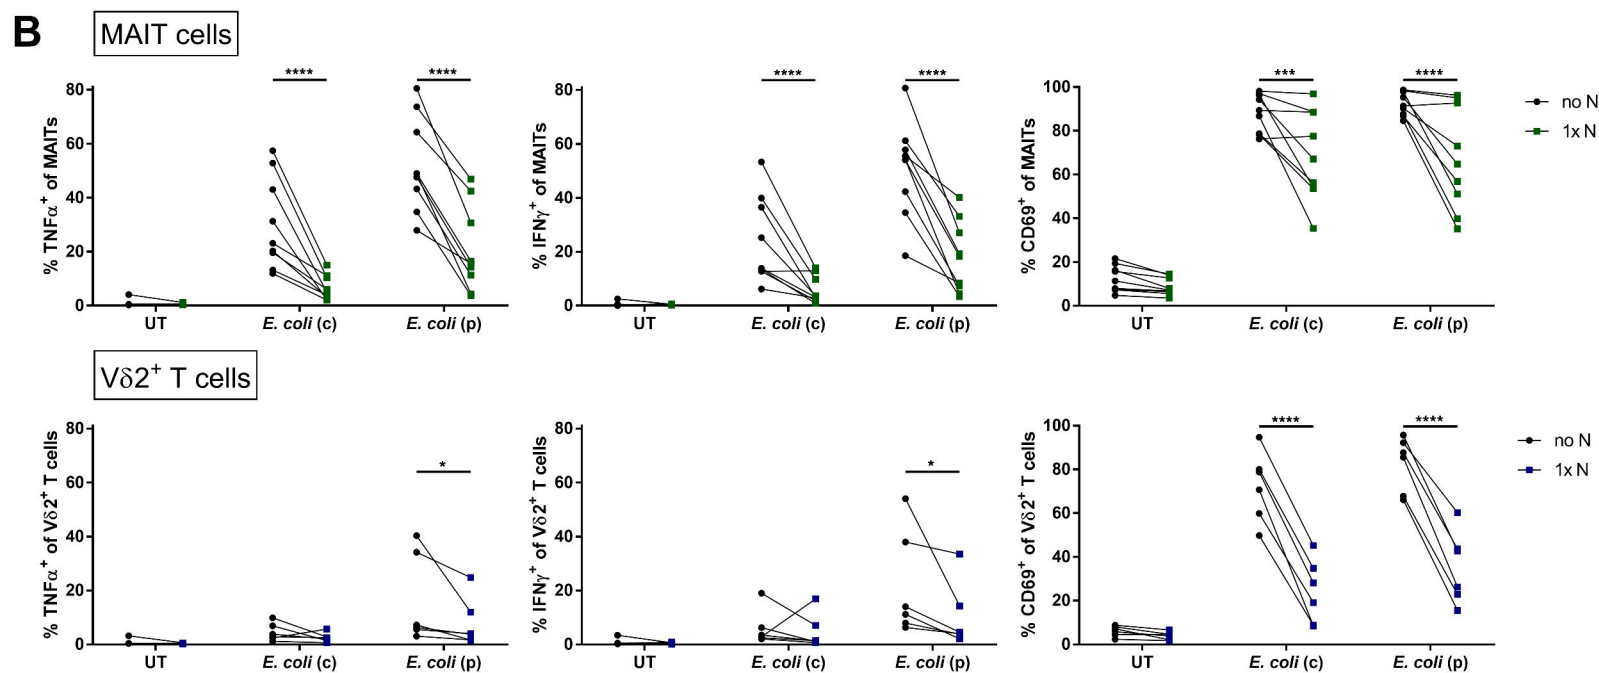 B
MAIT cells
% TNFα⁺ of MAITs
80
60
40
20
0
****
****
UT
E. coli (c)
E. coli (p)
% IFNγ⁺ of MAITs
80
60
40
20
0
****
****
UT
E. coli (c)
E. coli (p)
% CD69⁺ of MAITs
100
80
60
40
20
0
***
****
UT
E. coli (c)
E. coli (p)
no N
1x N
Vδ2⁺ T cells
% TNFα⁺ of Vδ2⁺ T cells
80
60
40
20
0
*
UT
E. coli (c)
E. coli (p)
% IFNγ⁺ of Vδ2⁺ T cells
80
60
40
20
0
*
UT
E. coli (c)
E. coli (p)
% CD69⁺ of Vδ2⁺ T cells
100
80
60
40
20
0
****
****
UT
E. coli (c)
E. coli (p)
no N
1x N